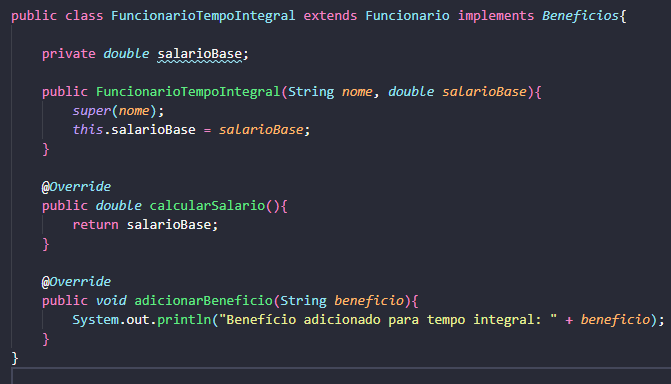 public class FuncionarioTempoIntegral extends Funcionario implements Beneficios{
private double salarioBase;
public FuncionarioTempoIntegral(String nome, double salarioBase){
super(nome);
this.salarioBase = salarioBase;
}
@Override
public double calcularSalario(){
return salarioBase;
}
@Override
public void adicionarBeneficio(String beneficio){
System.out.println("Benefício adicionado para tempo integral: " + beneficio);
}
}